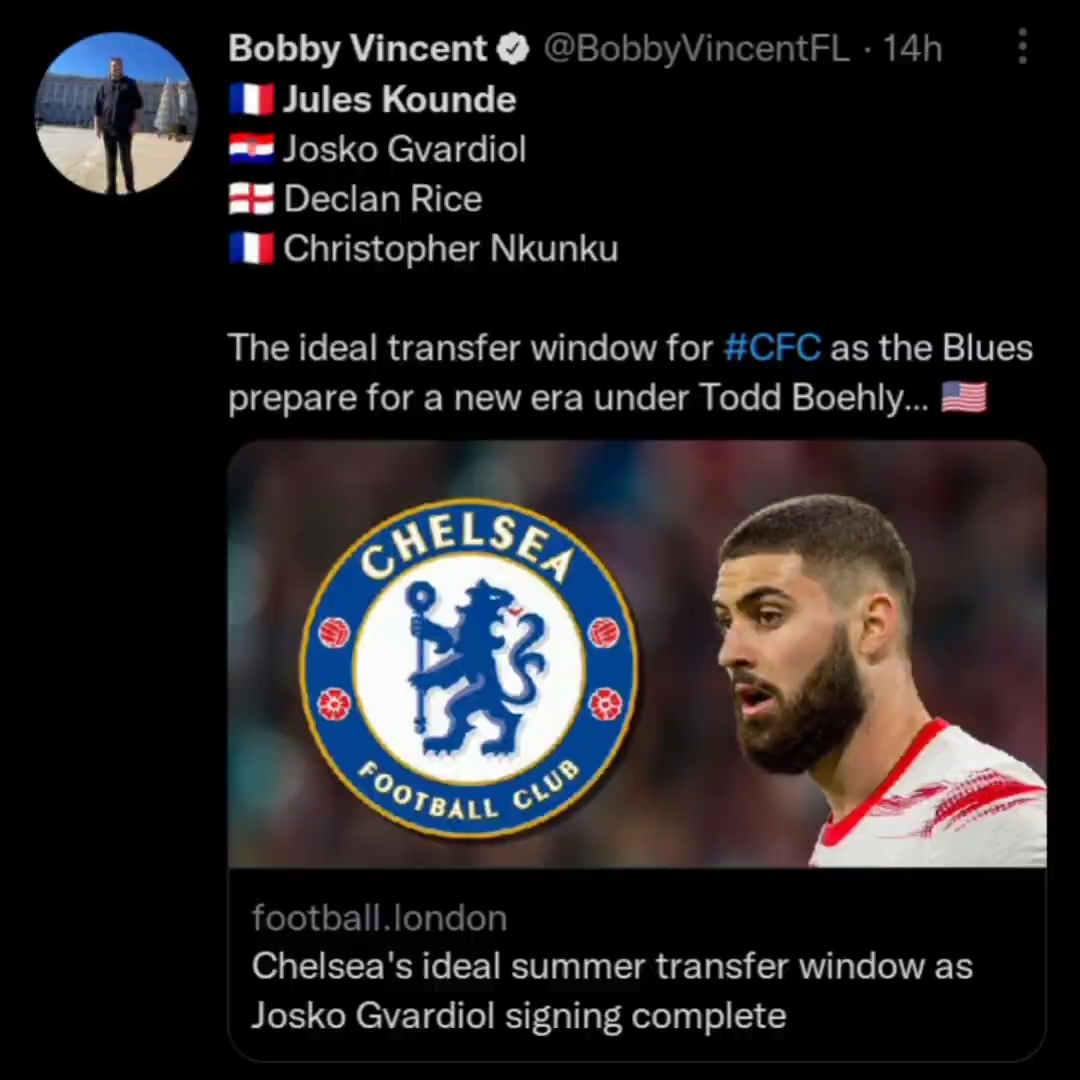 Bobby Vincent @BobbyVincentFL · 14h
🇫🇷 Jules Kounde
🇭🇷 Josko Gvardiol
🏴󠁧󠁢󠁥󠁮󠁧󠁿 Declan Rice
🇫🇷 Christopher Nkunku
The ideal transfer window for #CFC as the Blues
prepare for a new era under Todd Boehly... 🇺🇸
CHELSEA
FOOTBALL CLUB
football.london
Chelsea's ideal summer transfer window as
Josko Gvardiol signing complete